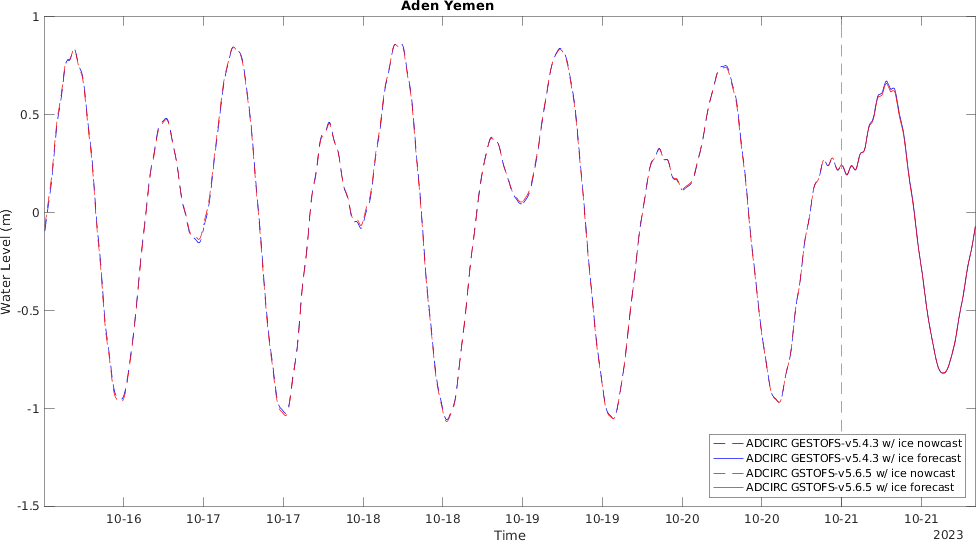 Aden Yemen
1
0.5
0
-0.5
-1
-1.5
Water Level (m)
ADCIRC GESTOFS-v5.4.3 w/ ice nowcast
ADCIRC GESTOFS-v5.4.3 w/ ice forecast
ADCIRC GSTOFS-v5.6.5 w/ ice nowcast
ADCIRC GSTOFS-v5.6.5 w/ ice forecast
10-16 10-17 10-17 10-18 10-18 10-19 10-19 10-20 10-20 10-21 10-21
Time
2023